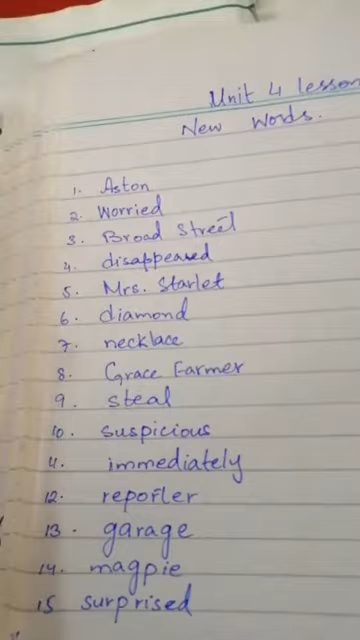 Unit 4 lesson
New Words.
1. Aston
2. Worried
3. Broad Street
4. disappeared
5. Mrs. Starlet
6. diamond
7. necklace
8. Grace Farmer
9. steal
10. suspicious
11. immediately
12. reporter
13. garage
14. magpie
15 surprised